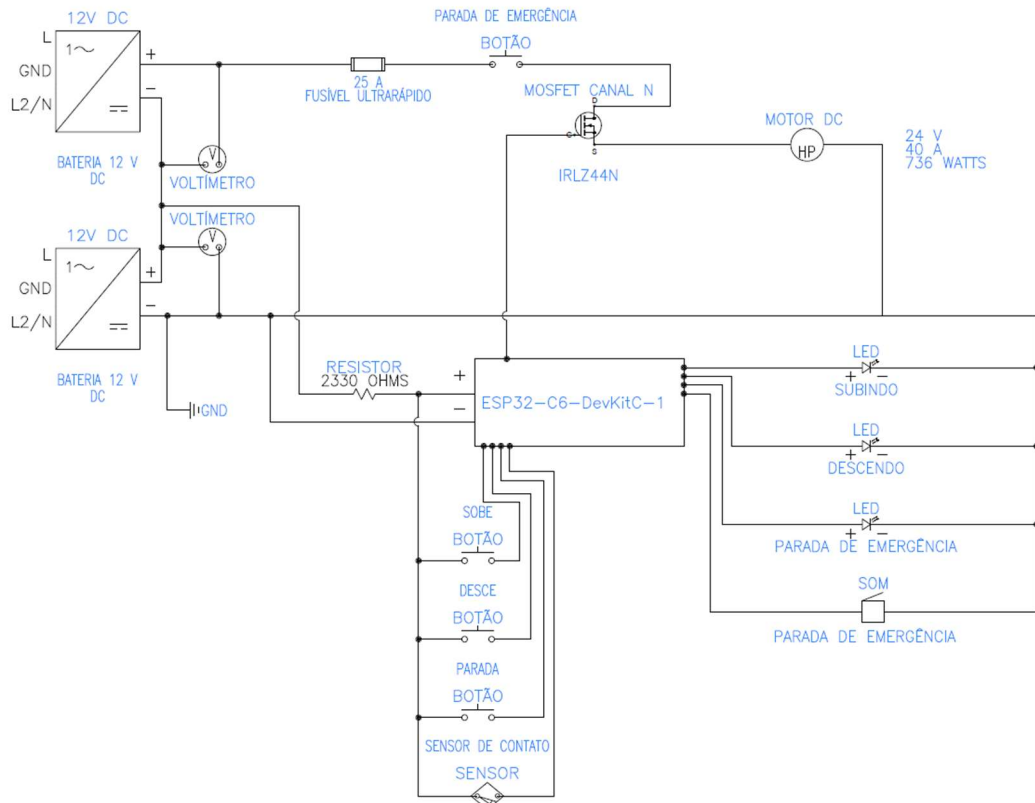 12V DC
L
GND
L2/N
1~
+
−
BATERIA 12 V
DC
V
VOLTÍMETRO
VOLTÍMETRO
V
12V DC
L
GND
L2/N
1~
+
−
BATERIA 12 V
DC
GND
25 A
FUSÍVEL ULTRARÁPIDO
PARADA DE EMERGÊNCIA
BOTÃO
MOSFET CANAL N
D
G
S
IRLZ44N
MOTOR DC
HP
24 V
40 A
736 WATTS
RESISTOR
2330 OHMS
+
−
ESP32-C6-DevKitC-1
LED
+ −
SUBINDO
LED
+ −
DESCENDO
LED
+ −
PARADA DE EMERGÊNCIA
SOM
PARADA DE EMERGÊNCIA
SOBE
BOTÃO
DESCE
BOTÃO
PARADA
BOTÃO
SENSOR DE CONTATO
SENSOR